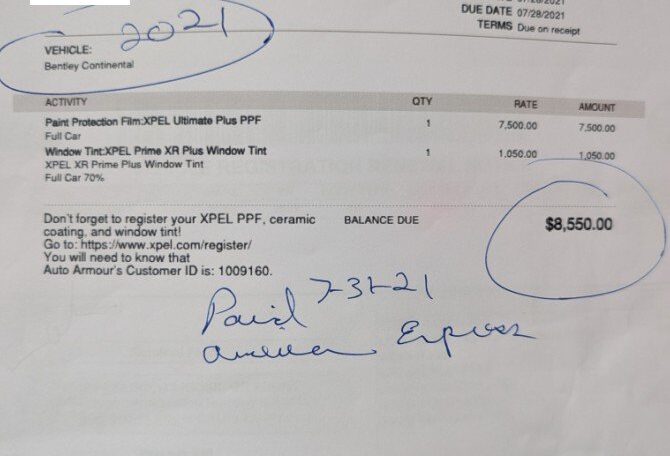 DUE DATE 07/28/2021
TERMS Due on receipt
2021
VEHICLE:
Bentley Continental
ACTIVITY QTY RATE AMOUNT
Paint Protection Film:XPEL Ultimate Plus PPF 1 7,500.00 7,500.00
Full Car
Window Tint:XPEL Prime XR Plus Window Tint 1 1,050.00 1,050.00
XPEL XR Prime Plus Window Tint
Full Car 70%
Don't forget to register your XPEL PPF, ceramic BALANCE DUE $8,550.00
coating, and window tint!
Go to: https://www.xpel.com/register/
You will need to know that
Auto Armour's Customer ID is: 1009160.
Paid 7-31-21
American Express